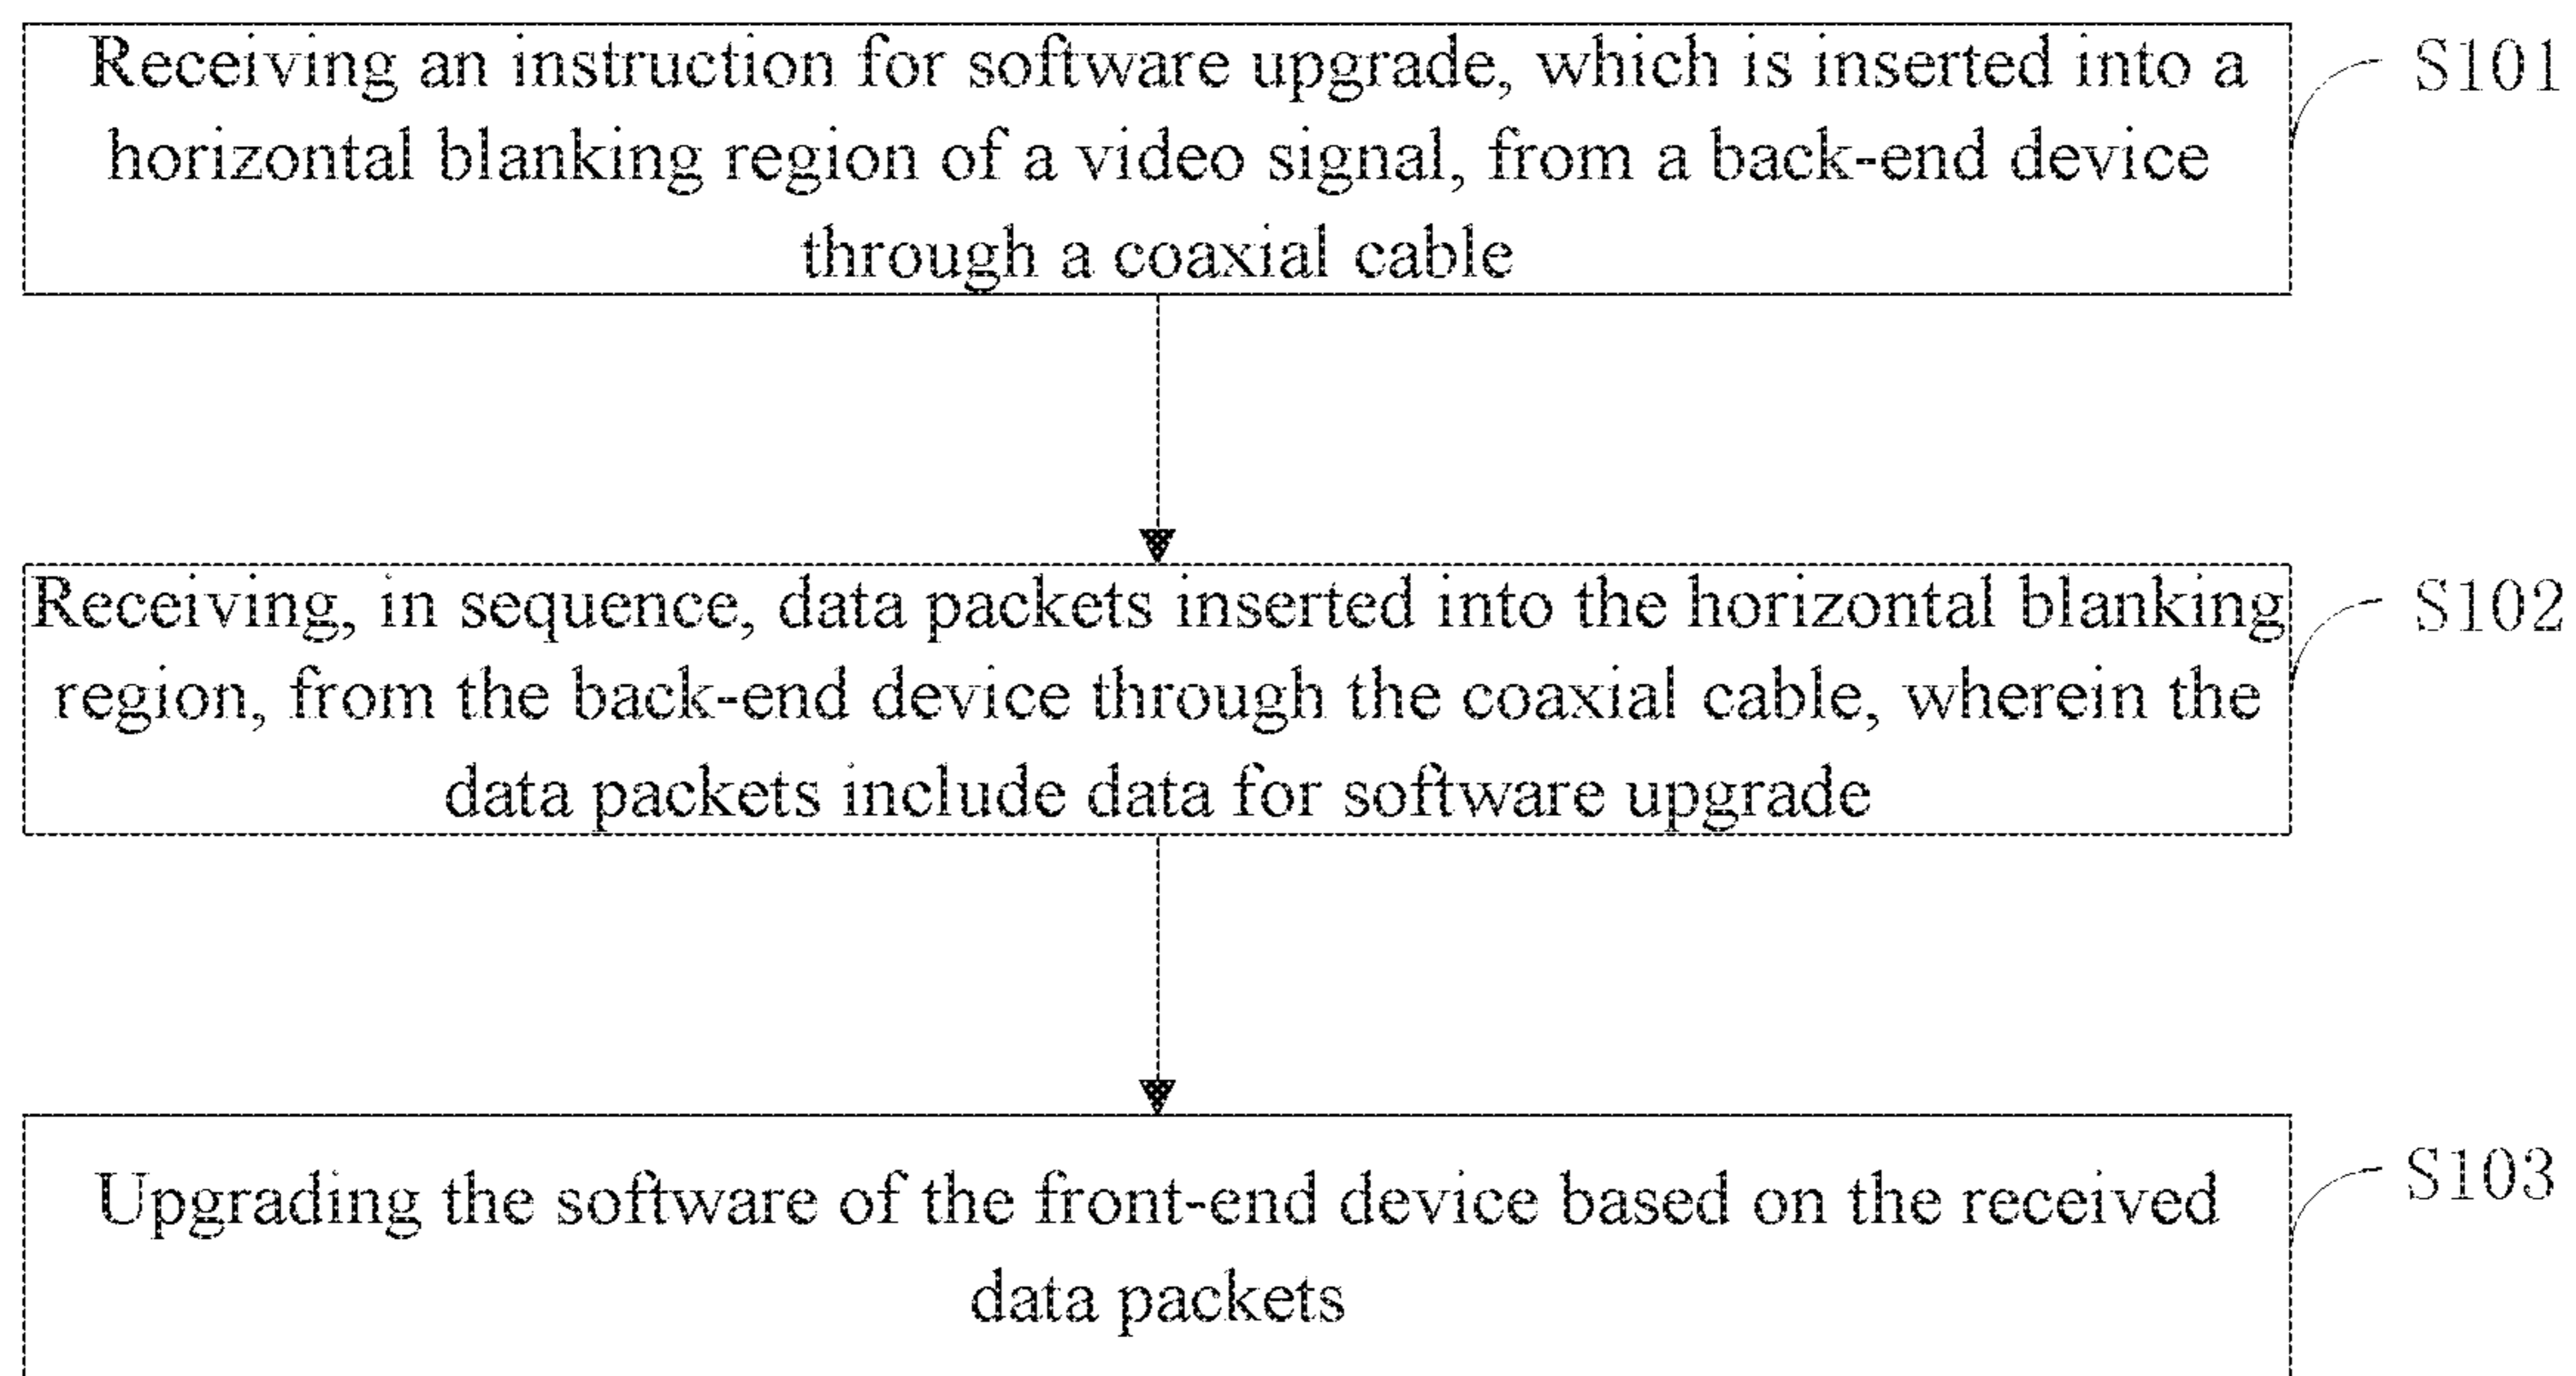 Receiving an instruction for software upgrade, which is inserted into a
horizontal blanking region of a video signal, from a back-end device
through a coaxial cable
S101
Receiving, in sequence, data packets inserted into the horizontal blanking
region, from the back-end device through the coaxial cable, wherein the
data packets include data for software upgrade
S102
Upgrading the software of the front-end device based on the received
data packets
S103